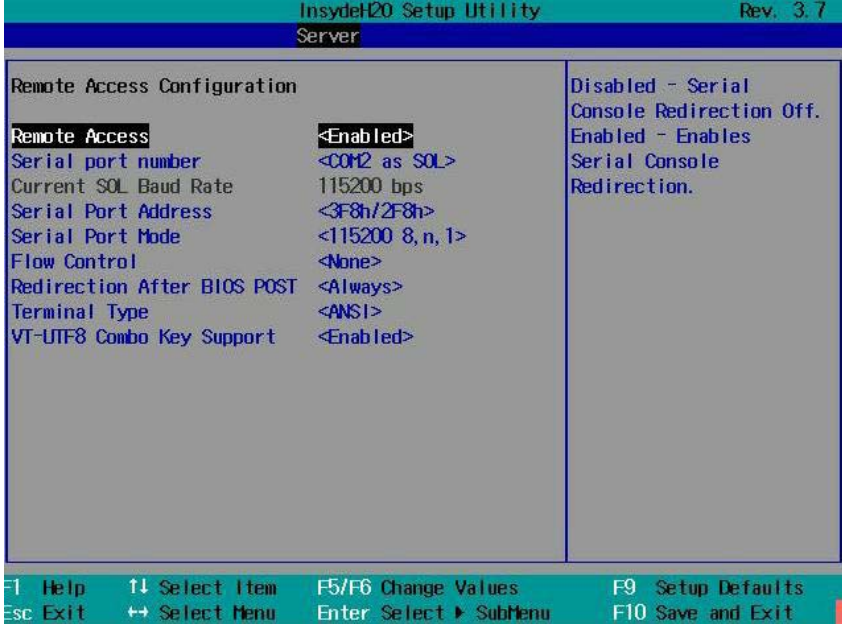 InsydeH2O Setup Utility Rev. 3.7
Server
Remote Access Configuration
Remote Access <Enabled>
Serial port number <COM2 as SOL>
Current SOL Baud Rate 115200 bps
Serial Port Address <3F8h/2F8h>
Serial Port Mode <115200 8,n,1>
Flow Control <None>
Redirection After BIOS POST <Always>
Terminal Type <ANSI>
VT-UTF8 Combo Key Support <Enabled>
Disabled - Serial
Console Redirection Off.
Enabled - Enables
Serial Console
Redirection.
F1 Help ↑↓ Select Item F5/F6 Change Values F9 Setup Defaults
Esc Exit ↔ Select Menu Enter Select ▶ SubMenu F10 Save and Exit